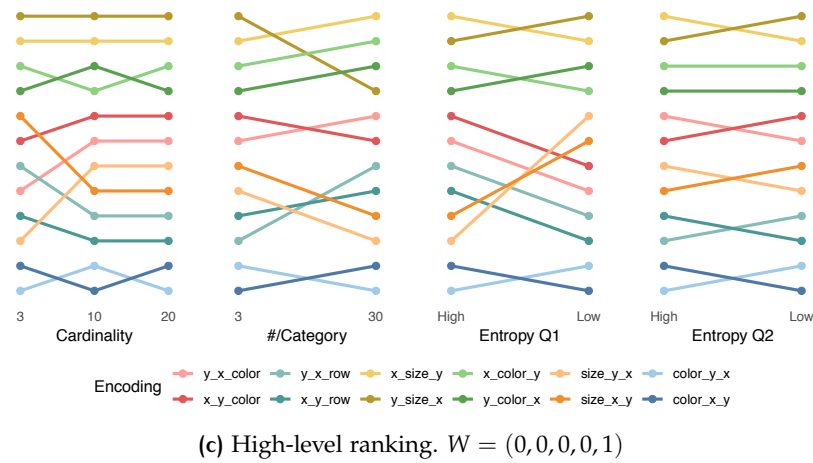 3 10 20 3 30 High Low High Low
Cardinality #/Category Entropy Q1 Entropy Q2
Encoding
y_x_color y_x_row x_size_y x_color_y size_y_x color_y_x
x_y_color x_y_row y_size_x y_color_x size_x_y color_x_y
(c) High-level ranking. W = (0, 0, 0, 0, 1)